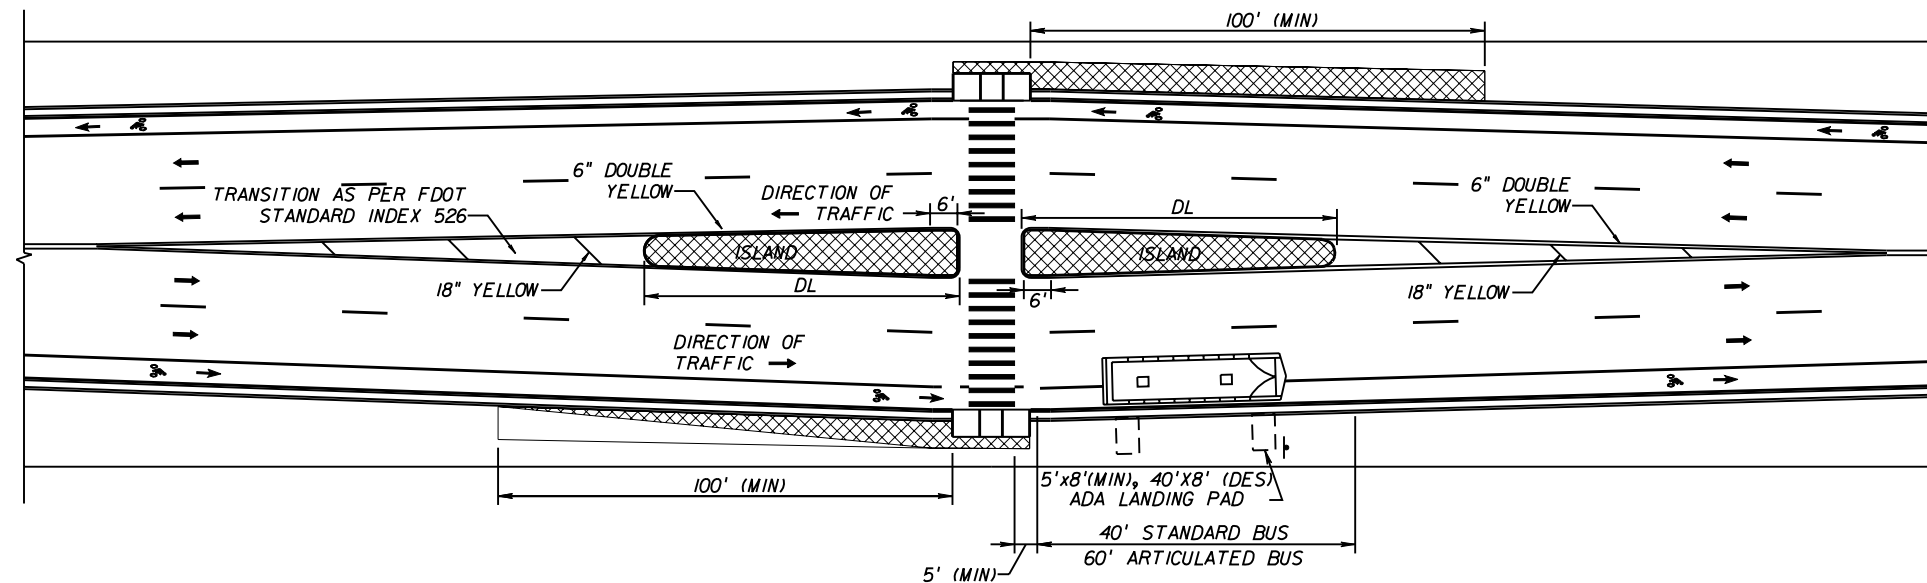 100' (MIN)
6" DOUBLE
YELLOW
TRANSITION AS PER FDOT
STANDARD INDEX 526
DIRECTION OF
TRAFFIC
6'
DL
6" DOUBLE
YELLOW
ISLAND
ISLAND
18" YELLOW
DL
6'
18" YELLOW
DIRECTION OF
TRAFFIC
100' (MIN)
5'x8'(MIN), 40'X8' (DES)
ADA LANDING PAD
40' STANDARD BUS
60' ARTICULATED BUS
5' (MIN)